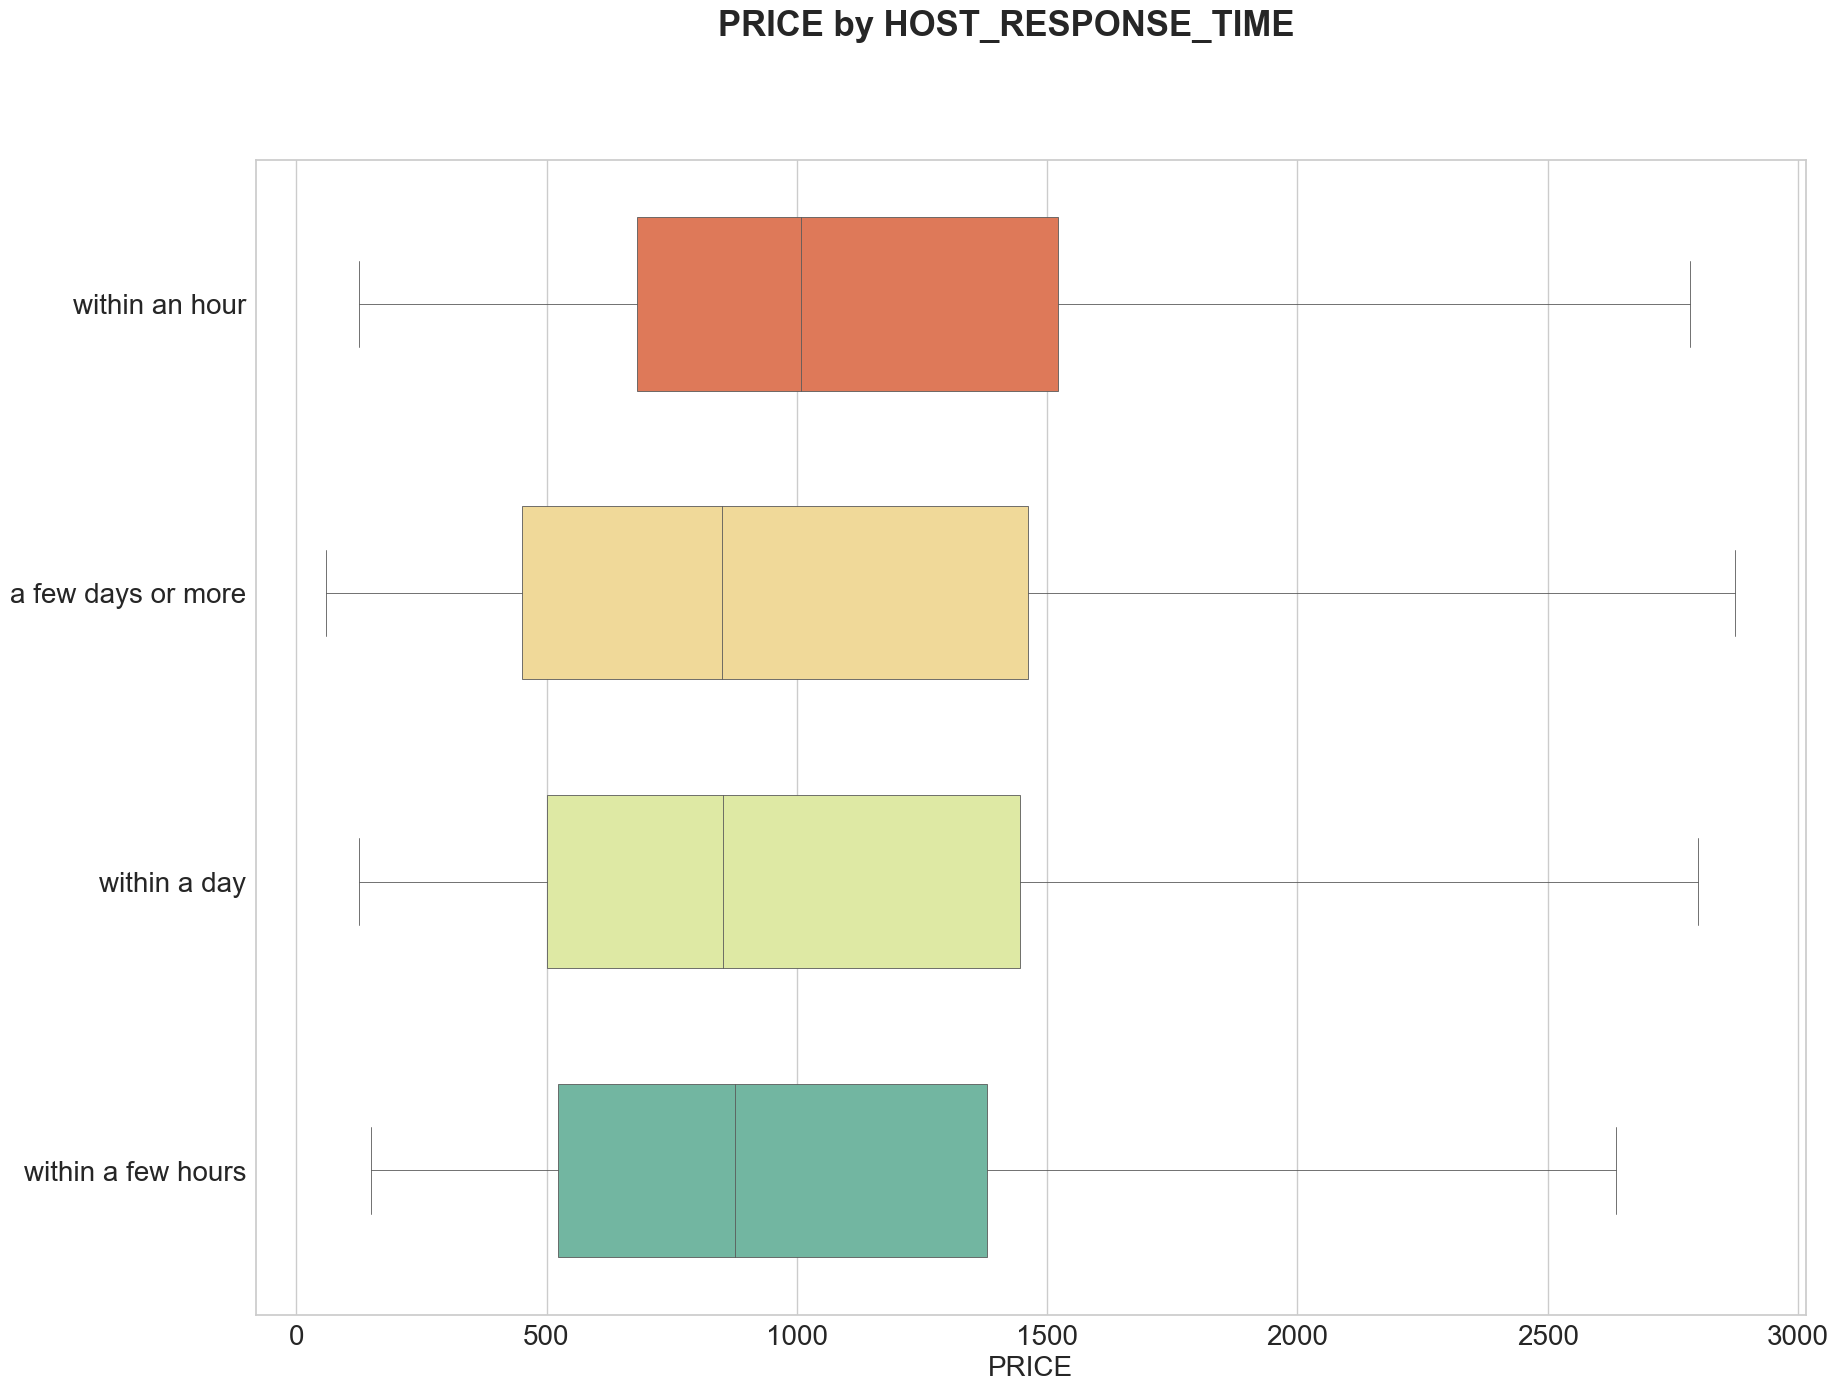 PRICE by HOST_RESPONSE_TIME
within an hour
a few days or more
within a day
within a few hours
0 500 1000 1500 2000 2500 3000
PRICE